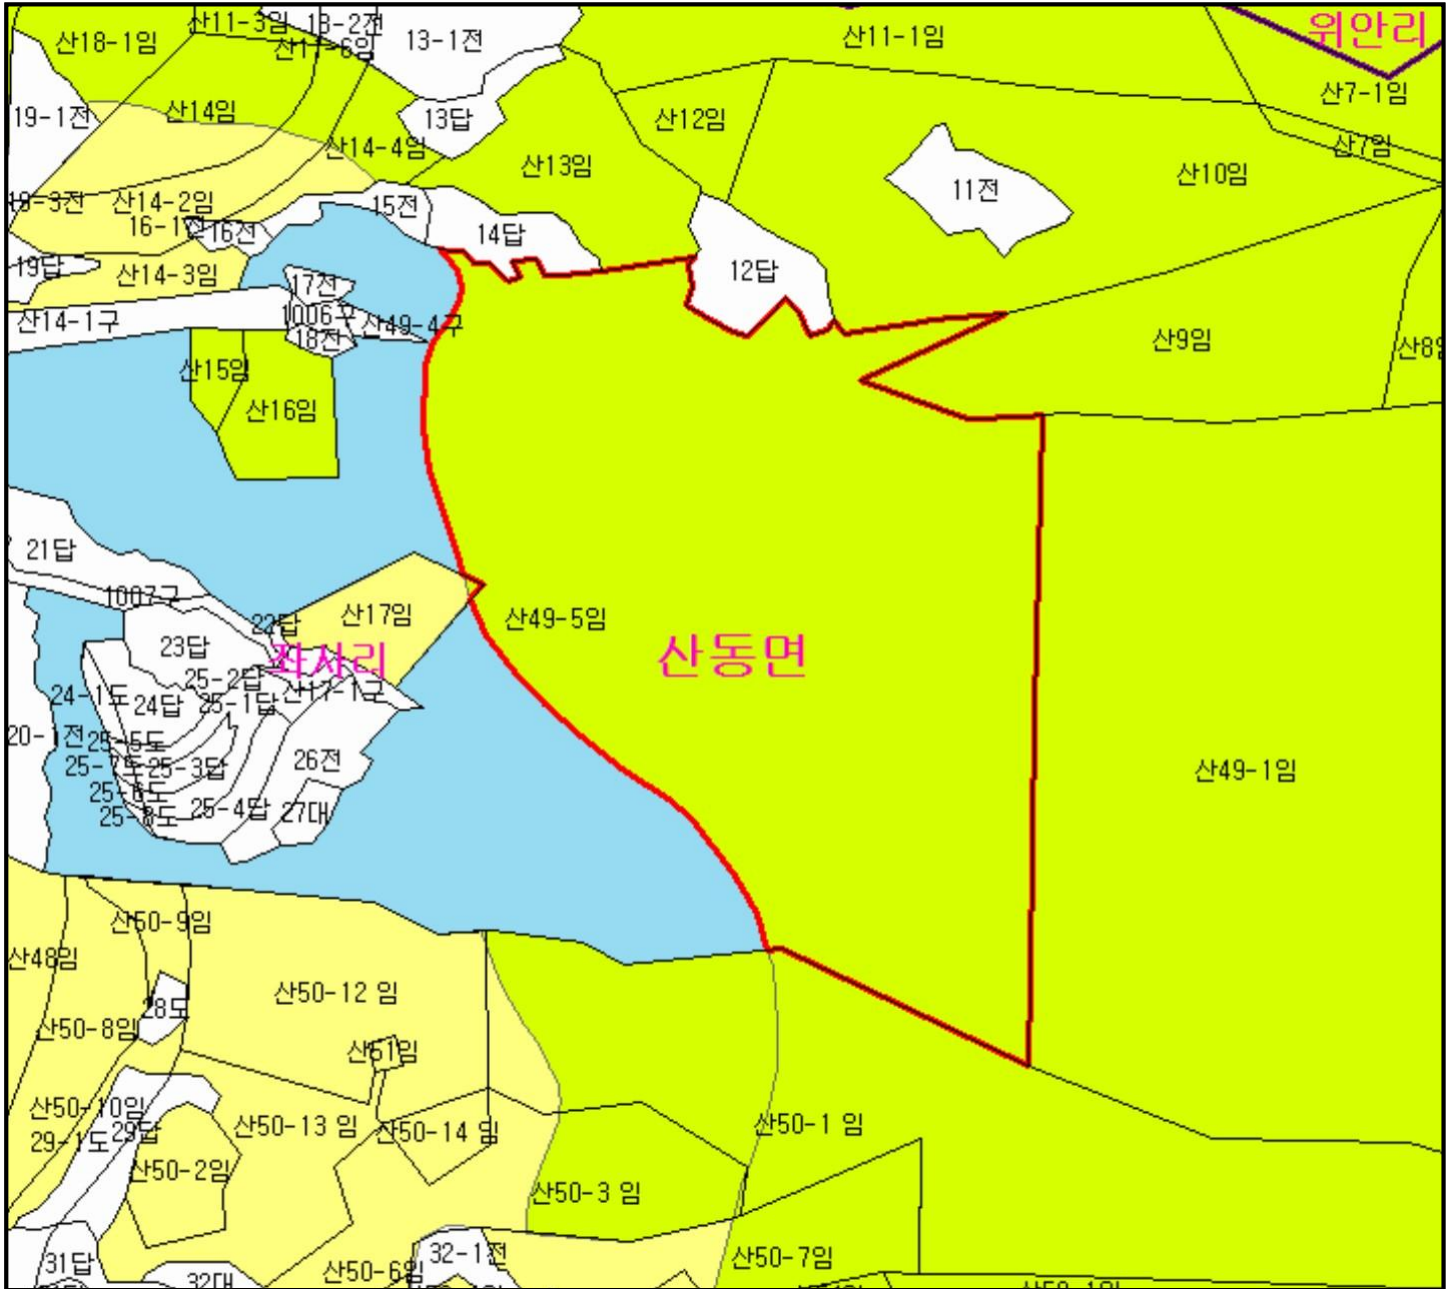 산11-3임
18-2전
산18-1임
산11-6임
13-1전
산11-1임
위안리
산7-1임
19-1전
산14임
13답
산12임
산7임
산14-4임
산13임
산10임
11전
19-3전
산14-2임
15전
16전
14답
19답
산14-3임
12답
17전
1006구
산14-1구
산49-4구
18전
산9임
산15임
산16임
21답
1007구
산17임
산49-5임
22답
23답
좌사리
산동면
25-2답
산17-1구
24-1도
24답
25-1답
20-1전
25-5도
26전
25-7도
25-3답
산49-1임
25-6도
25-8도
25-4답
27대
산50-9임
산48임
산50-12 임
28도
산50-8임
산51임
산50-10임
산50-13 임
산50-14 임
산50-1 임
29-1도
29답
산50-2임
산50-3 임
31답
32-1전
산50-7임
산50-6임
32대